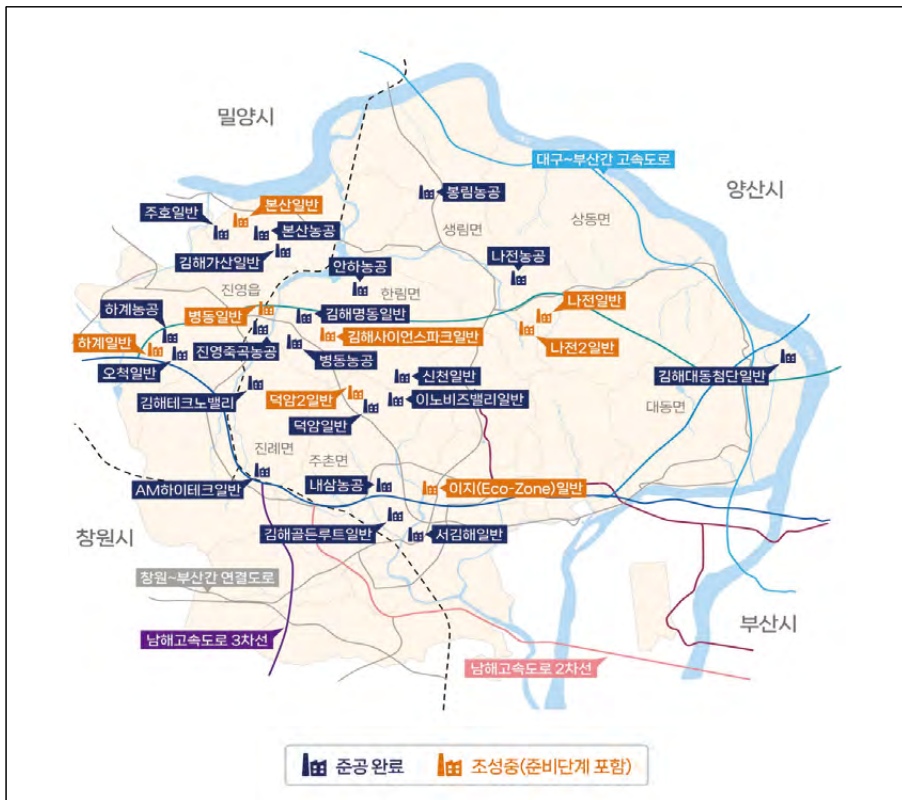 밀양시
대구~부산간 고속도로
양산시
봉림농공
본산일반
주호일반
상동면
생림면
본산농공
나전농공
김해가산일반
안하농공
진영읍
한림면
나전일반
하계농공
병동일반
김해명동일반
김해사이언스파크일반
하계일반
나전2일반
진영죽곡농공
병동농공
오척일반
신천일반
김해대동첨단일반
김해테크노밸리
덕암2일반
이노비즈밸리일반
대동면
덕암일반
진례면
주촌면
AM하이테크일반
내삼농공
이지(Eco-Zone)일반
창원시
김해골든루트일반
서김해일반
창원~부산간 연결도로
부산시
남해고속도로 3차선
남해고속도로 2차선
준공 완료
조성중(준비단계 포함)